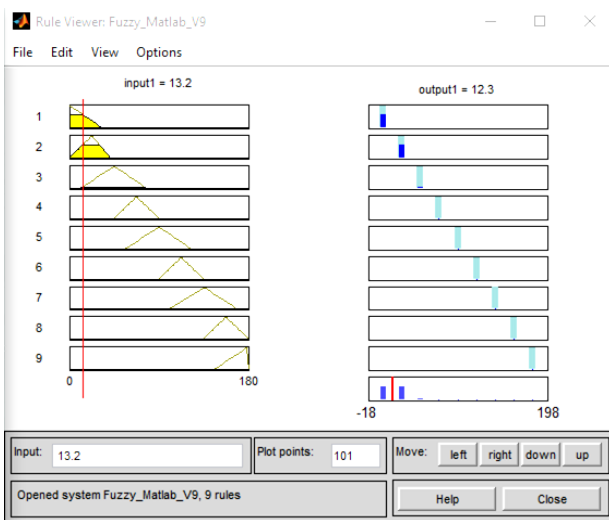 Rule Viewer: Fuzzy_Matlab_V9
File Edit View Options
input1 = 13.2
output1 = 12.3
1
2
3
4
5
6
7
8
9
0 180
-18 198
Input: 13.2 Plot points: 101 Move: left right down up
Opened system Fuzzy_Matlab_V9, 9 rules Help Close